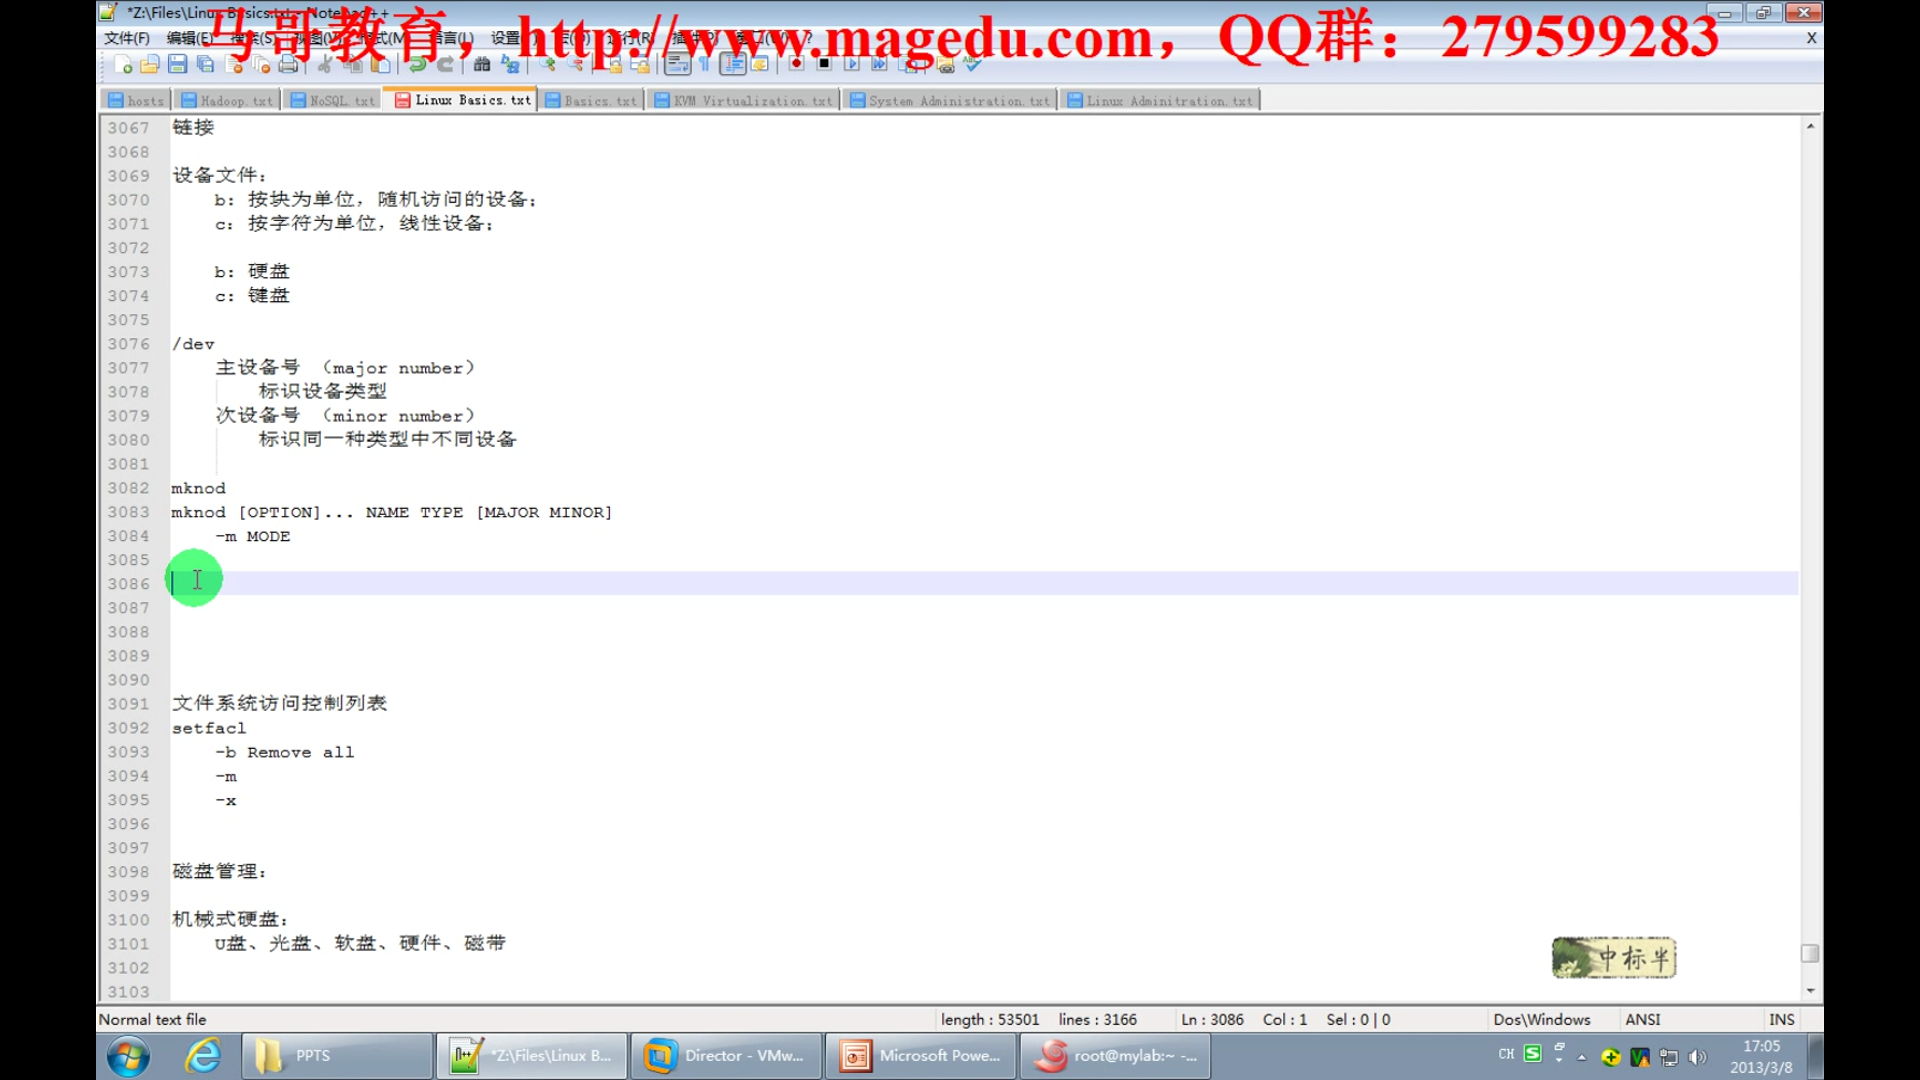 *Z:\Files\Linux Basics.txt - Notepad++
马哥教育，http://www.magedu.com，QQ群：279599283
文件(F) 编辑(E) 搜索(S) 视图(V) 格式(M) 语言(L) 设置 运行(R) ?
X
hosts Hadoop.txt NoSQL.txt Linux Basics.txt Basics.txt KVM Virtualization.txt System Administration.txt Linux Adminitration.txt
3067 链接
3068
3069 设备文件：
3070 b: 按块为单位，随机访问的设备；
3071 c: 按字符为单位，线性设备；
3072
3073 b: 硬盘
3074 c: 键盘
3075
3076 /dev
3077 主设备号 （major number）
3078 标识设备类型
3079 次设备号 （minor number）
3080 标识同一种类型中不同设备
3081
3082 mknod
3083 mknod [OPTION]... NAME TYPE [MAJOR MINOR]
3084 -m MODE
3085
3086
3087
3088
3089
3090
3091 文件系统访问控制列表
3092 setfacl
3093 -b Remove all
3094 -m
3095 -x
3096
3097
3098 磁盘管理：
3099
3100 机械式硬盘：
3101 U盘、光盘、软盘、硬件、磁带
3102
3103
中标半
Normal text file length : 53501 lines : 3166 Ln : 3086 Col : 1 Sel : 0 | 0 Dos\Windows ANSI INS
PPTS *Z:\Files\Linux B... Director - VMw... Microsoft Powe... root@mylab:~ -... CH 17:05
2013/3/8